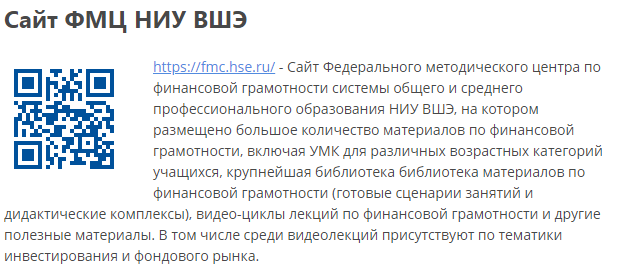 Сайт ФМЦ НИУ ВШЭ
https://fmc.hse.ru/ - Сайт Федерального методического центра по
финансовой грамотности системы общего и среднего
профессионального образования НИУ ВШЭ, на котором
размещено большое количество материалов по финансовой
грамотности, включая УМК для различных возрастных категорий
учащихся, крупнейшая библиотека библиотека материалов по
финансовой грамотности (готовые сценарии занятий и
дидактические комплексы), видео-циклы лекций по финансовой грамотности и другие
полезные материалы. В том числе среди видеолекций присутствуют по тематики
инвестирования и фондового рынка.